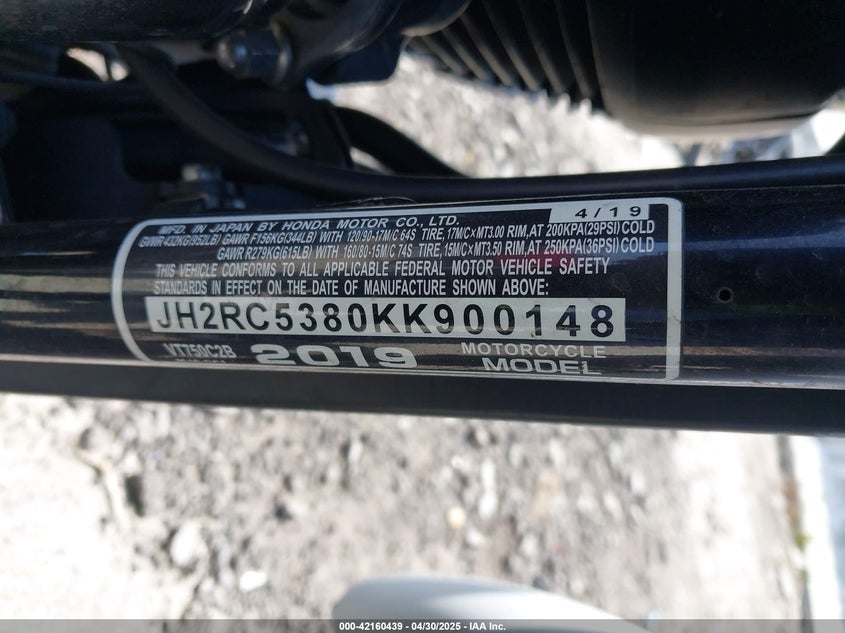 4/19
MFD. IN JAPAN BY HONDA MOTOR CO., LTD.
GVWR 432KG(952LB) GAWR F156KG(344LB) WITH 120/90-17M/C 64S TIRE, 17M/C×MT3.00 RIM, AT 200KPA(29PSI) COLD
GAWR R279KG(615LB) WITH 160/80-15M/C 74S TIRE, 15M/C×MT3.50 RIM, AT 250KPA(36PSI) COLD
THIS VEHICLE CONFORMS TO ALL APPLICABLE FEDERAL MOTOR VEHICLE SAFETY
STANDARDS IN EFFECT ON THE DATE OF MANUFACTURE SHOWN ABOVE:
JH2RC5380KK900148
VT750C2B 2019 MOTORCYCLE
MODEL
000-42160439 - 04/30/2025 - IAA Inc.